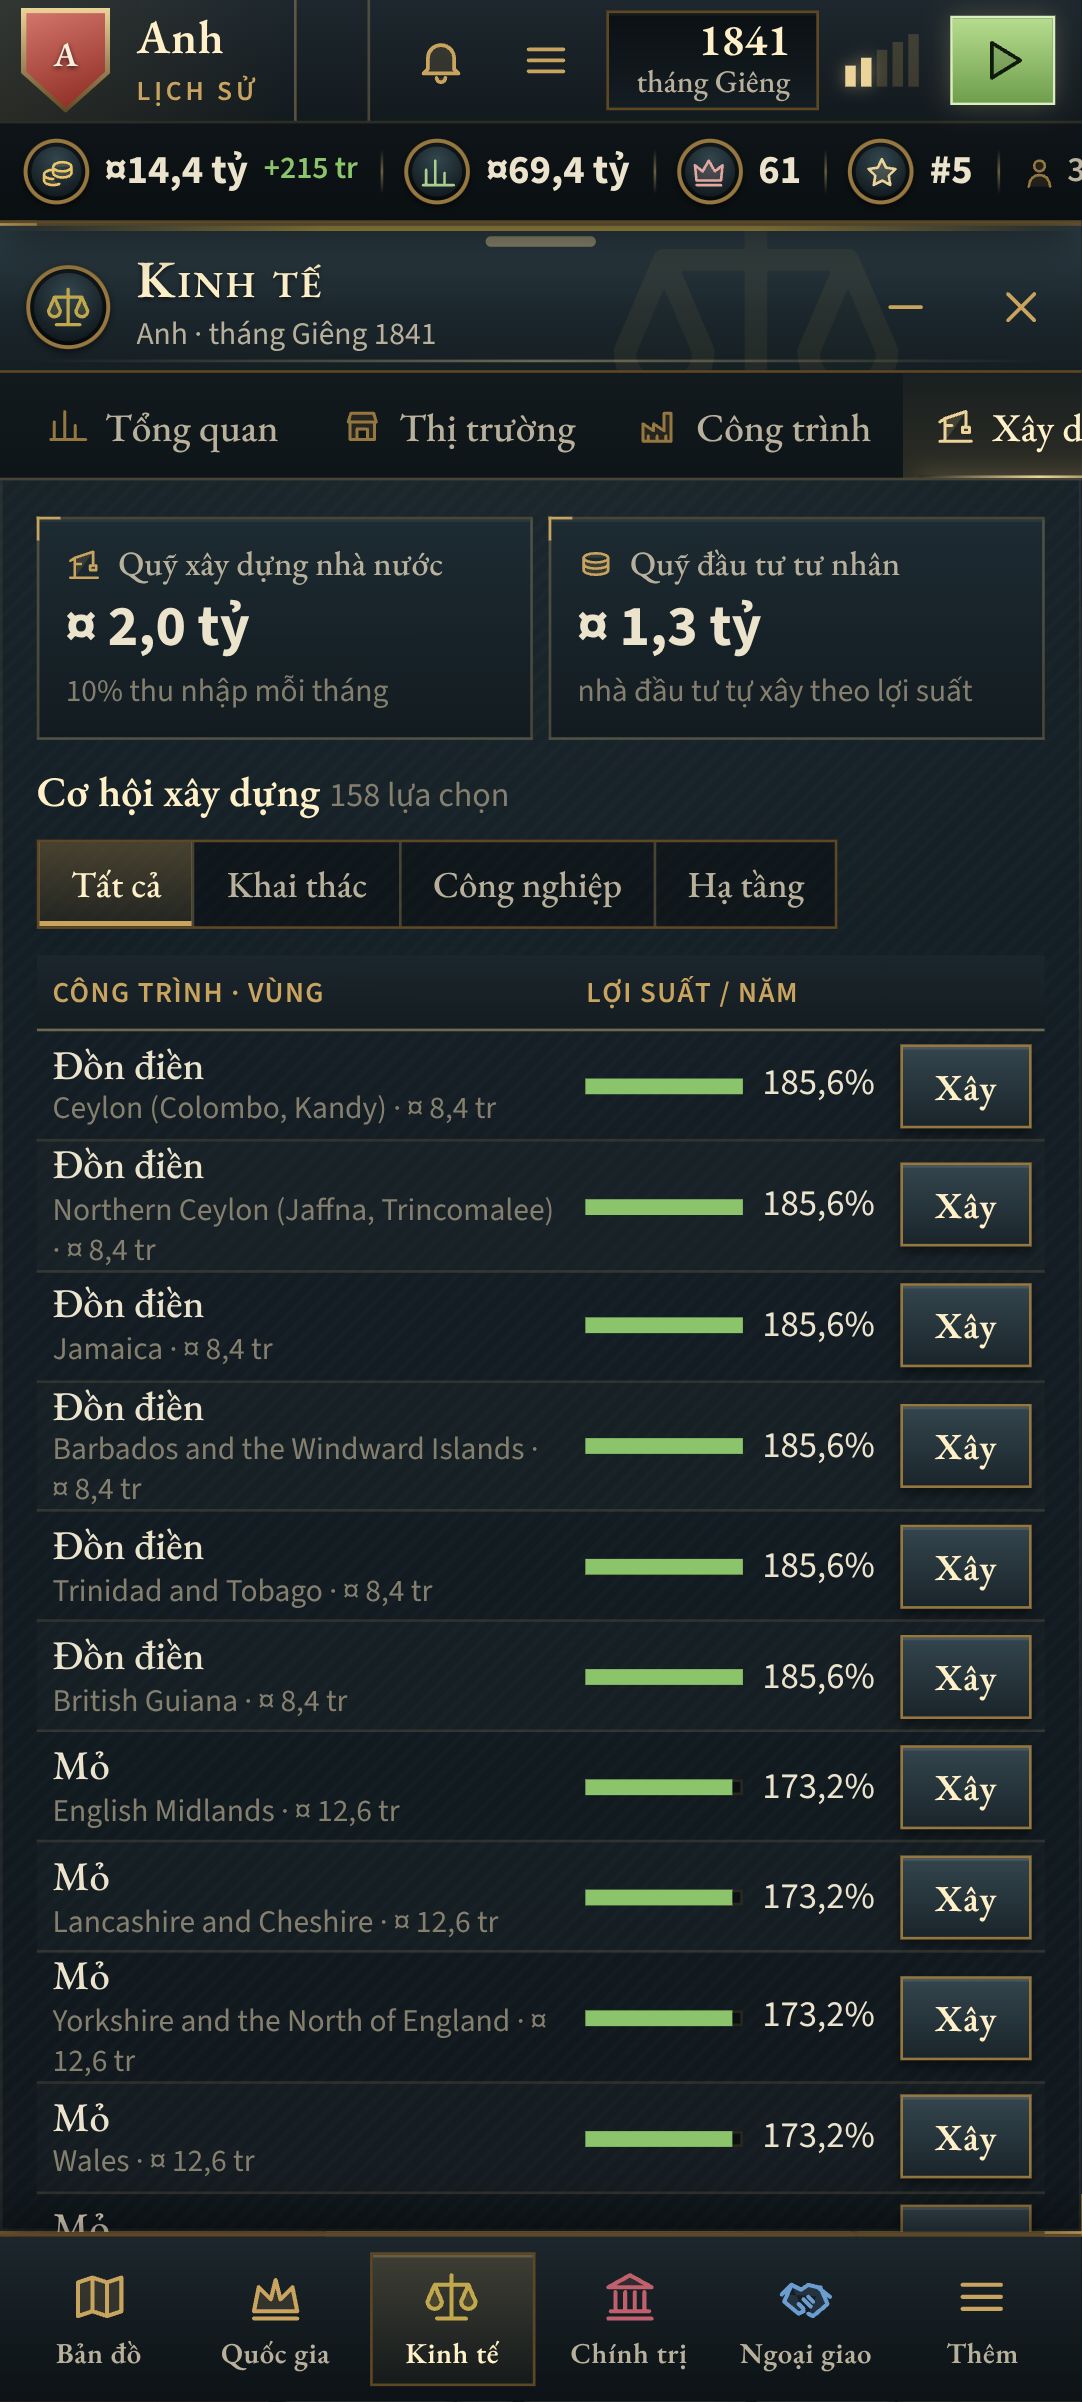 A
Anh
LỊCH SỬ
1841
tháng Giêng
¤14,4 tỷ +215 tr
¤69,4 tỷ
61
#5
3
Kinh tế
Anh · tháng Giêng 1841
Tổng quan
Thị trường
Công trình
Xây d
Quỹ xây dựng nhà nước
¤ 2,0 tỷ
10% thu nhập mỗi tháng
Quỹ đầu tư tư nhân
¤ 1,3 tỷ
nhà đầu tư tự xây theo lợi suất
Cơ hội xây dựng 158 lựa chọn
Tất cả
Khai thác
Công nghiệp
Hạ tầng
CÔNG TRÌNH · VÙNG
LỢI SUẤT / NĂM
Đồn điền
Ceylon (Colombo, Kandy) · ¤ 8,4 tr
185,6%
Xây
Đồn điền
Northern Ceylon (Jaffna, Trincomalee)
· ¤ 8,4 tr
185,6%
Xây
Đồn điền
Jamaica · ¤ 8,4 tr
185,6%
Xây
Đồn điền
Barbados and the Windward Islands ·
¤ 8,4 tr
185,6%
Xây
Đồn điền
Trinidad and Tobago · ¤ 8,4 tr
185,6%
Xây
Đồn điền
British Guiana · ¤ 8,4 tr
185,6%
Xây
Mỏ
English Midlands · ¤ 12,6 tr
173,2%
Xây
Mỏ
Lancashire and Cheshire · ¤ 12,6 tr
173,2%
Xây
Mỏ
Yorkshire and the North of England · ¤
12,6 tr
173,2%
Xây
Mỏ
Wales · ¤ 12,6 tr
173,2%
Xây
Mỏ
Bản đồ
Quốc gia
Kinh tế
Chính trị
Ngoại giao
Thêm